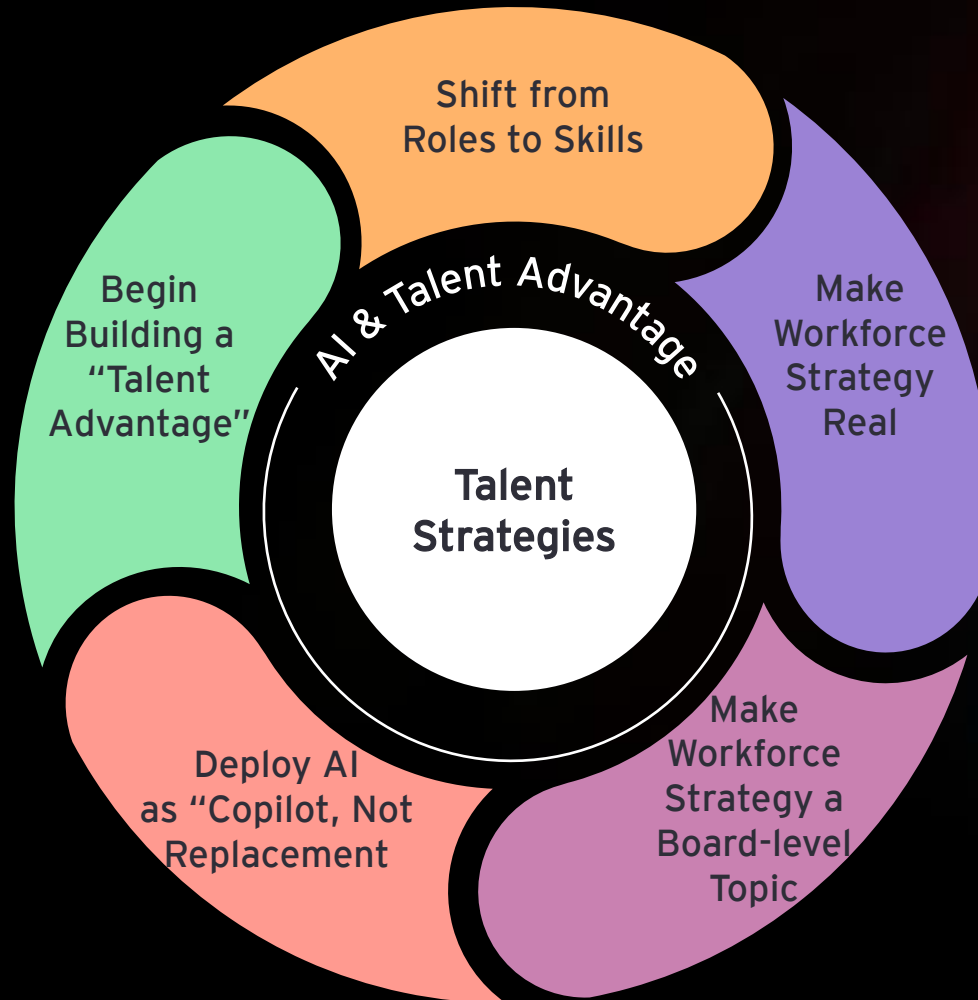 Shift from
Roles to Skills
Make
Workforce
Strategy
Real
Make
Workforce
Strategy a
Board-level
Topic
Deploy AI
as “Copilot, Not
Replacement
Begin
Building a
“Talent
Advantage”
AI & Talent Advantage
Talent
Strategies